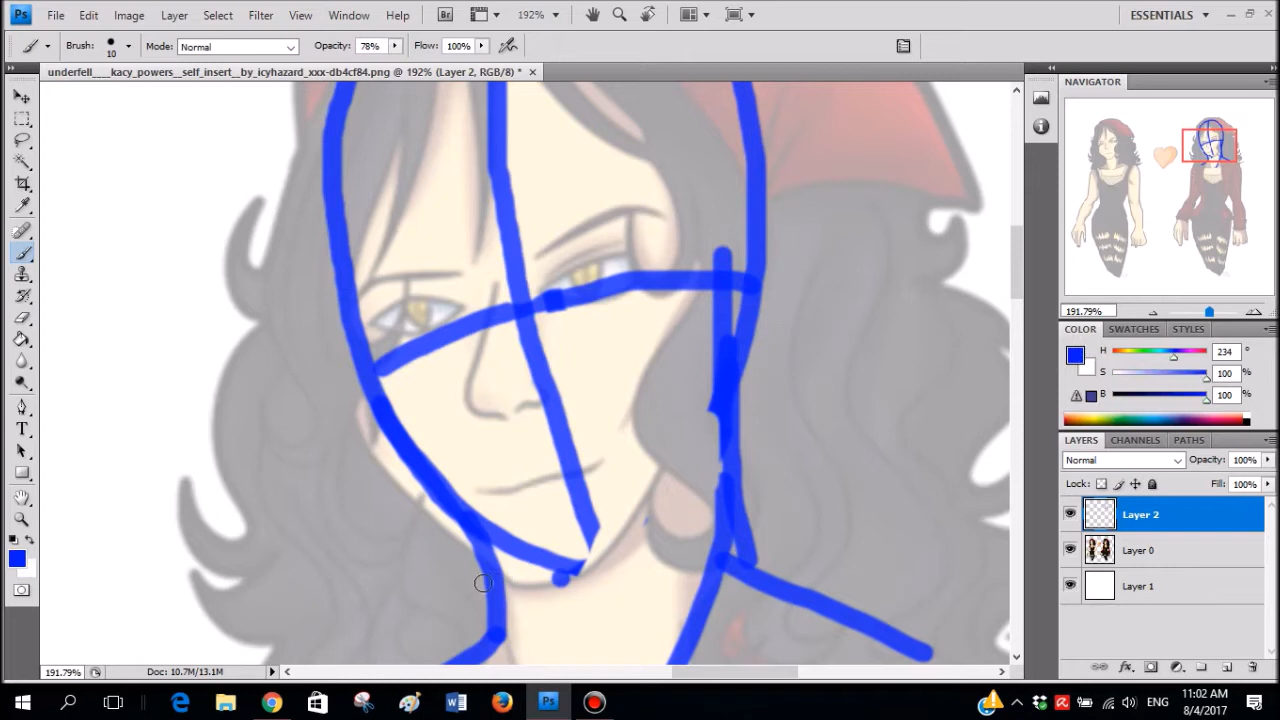 Ps File Edit Image Layer Select Filter View Window Help Br 192% ESSENTIALS
Brush: 10 Mode: Normal Opacity: 78% Flow: 100%
underfell____kacy_powers__self_insert__by_icyhazard_xxx-db4cf84.png @ 192% (Layer 2, RGB/8) *
NAVIGATOR
191.79%
COLOR SWATCHES STYLES
H 234 °
S 100 %
B 100 %
LAYERS CHANNELS PATHS
Normal Opacity: 100%
Lock: Fill: 100%
Layer 2
Layer 0
Layer 1
T
191.79% Doc: 10.7M/13.1M
ENG
11:02 AM
8/4/2017